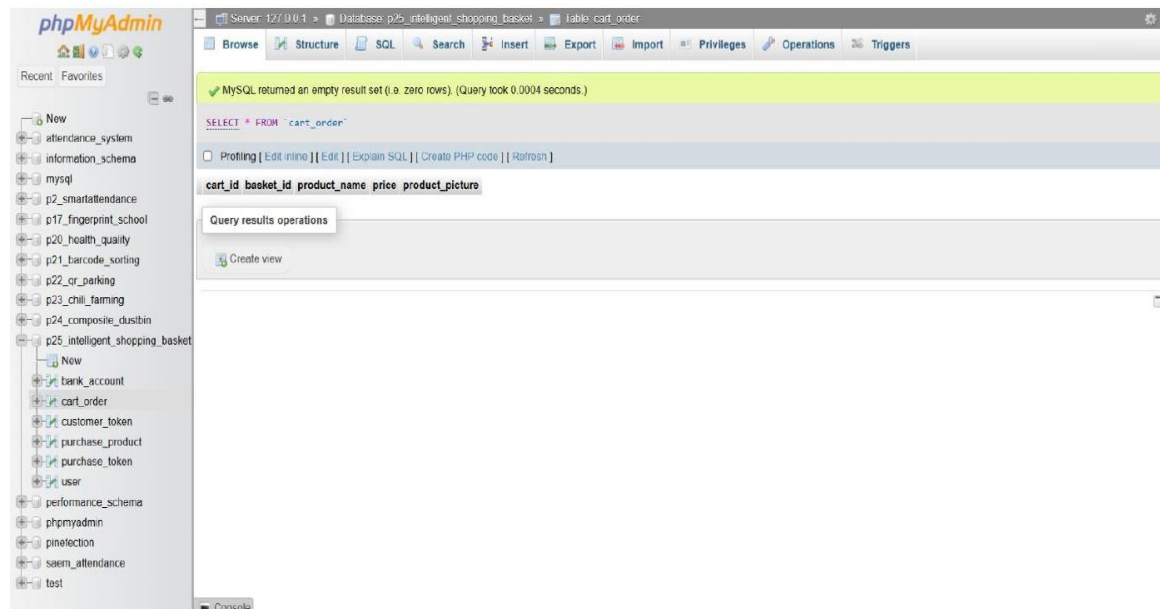 phpMyAdmin
Recent Favorites
New
attendance_system
information_schema
mysql
p2_smartattendance
p17_fingerprint_school
p20_health_quality
p21_barcode_sorting
p22_qr_parking
p23_chili_farming
p24_composite_dustbin
p25_intelligent_shopping_basket
New
bank_account
cart_order
customer_token
purchase_product
purchase_token
user
performance_schema
phpmyadmin
pinefection
saem_attendance
test
Server: 127.0.0.1 » Database: p25_intelligent_shopping_basket » Table: cart_order
Browse Structure SQL Search Insert Export Import Privileges Operations Triggers
MySQL returned an empty result set (i.e. zero rows). (Query took 0.0004 seconds.)
SELECT * FROM `cart_order`
Profiling [ Edit inline ] [ Edit ] [ Explain SQL ] [ Create PHP code ] [ Refresh ]
cart_id basket_id product_name price product_picture
Query results operations
Create view
Console